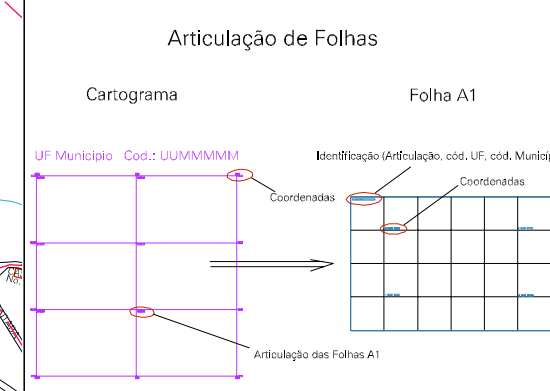 Articulação de Folhas
Cartograma
Folha A1
UF Municipio Cod.: UUMMMMM
Identificação (Articulação, cód. UF, cód. Municíp
Coordenadas
Coordenadas
Articulação das Folhas A1